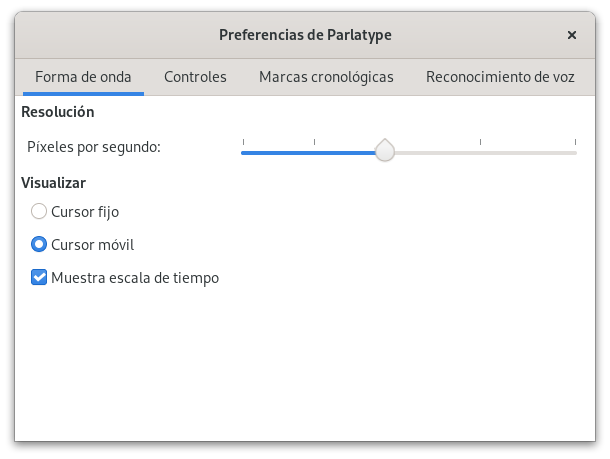 Preferencias de Parlatype
Forma de onda Controles Marcas cronológicas Reconocimiento de voz
Resolución
Píxeles por segundo:
Visualizar
Cursor fijo
Cursor móvil
Muestra escala de tiempo